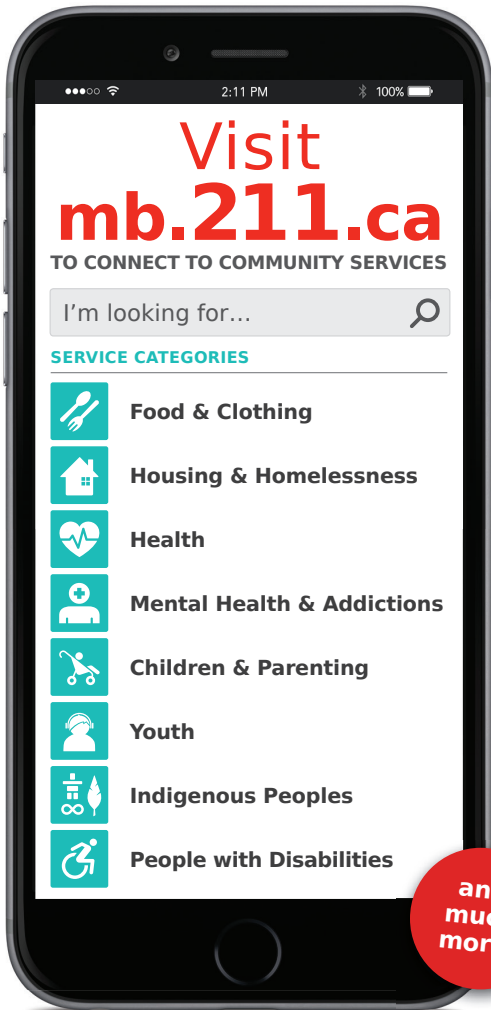 2:11 PM
100%
Visit
mb.211.ca
TO CONNECT TO COMMUNITY SERVICES
I'm looking for...
SERVICE CATEGORIES
Food & Clothing
Housing & Homelessness
Health
Mental Health & Addictions
Children & Parenting
Youth
Indigenous Peoples
People with Disabilities